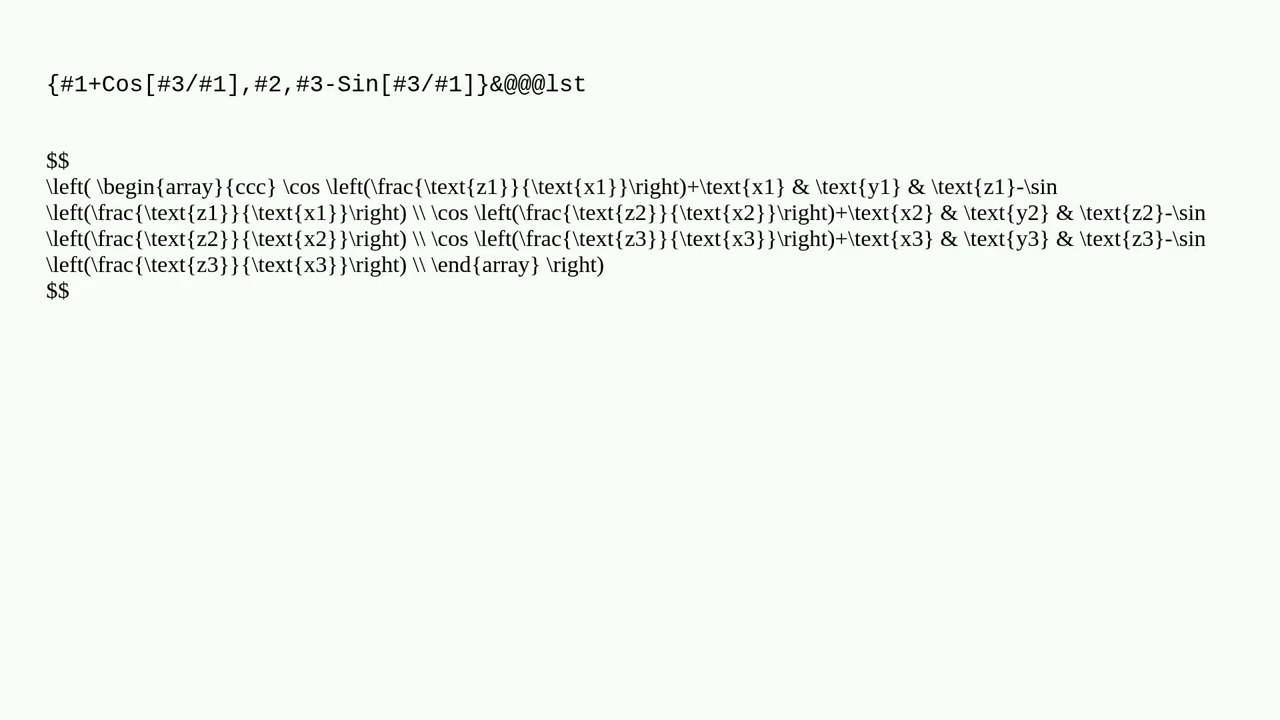 {#1+Cos[#3/#1],#2,#3-Sin[#3/#1]}&@@@lst
$$
\left( \begin{array}{ccc} \cos \left(\frac{\text{z1}}{\text{x1}}\right)+\text{x1} & \text{y1} & \text{z1}-\sin
\left(\frac{\text{z1}}{\text{x1}}\right) \\ \cos \left(\frac{\text{z2}}{\text{x2}}\right)+\text{x2} & \text{y2} & \text{z2}-\sin
\left(\frac{\text{z2}}{\text{x2}}\right) \\ \cos \left(\frac{\text{z3}}{\text{x3}}\right)+\text{x3} & \text{y3} & \text{z3}-\sin
\left(\frac{\text{z3}}{\text{x3}}\right) \\ \end{array} \right)
$$